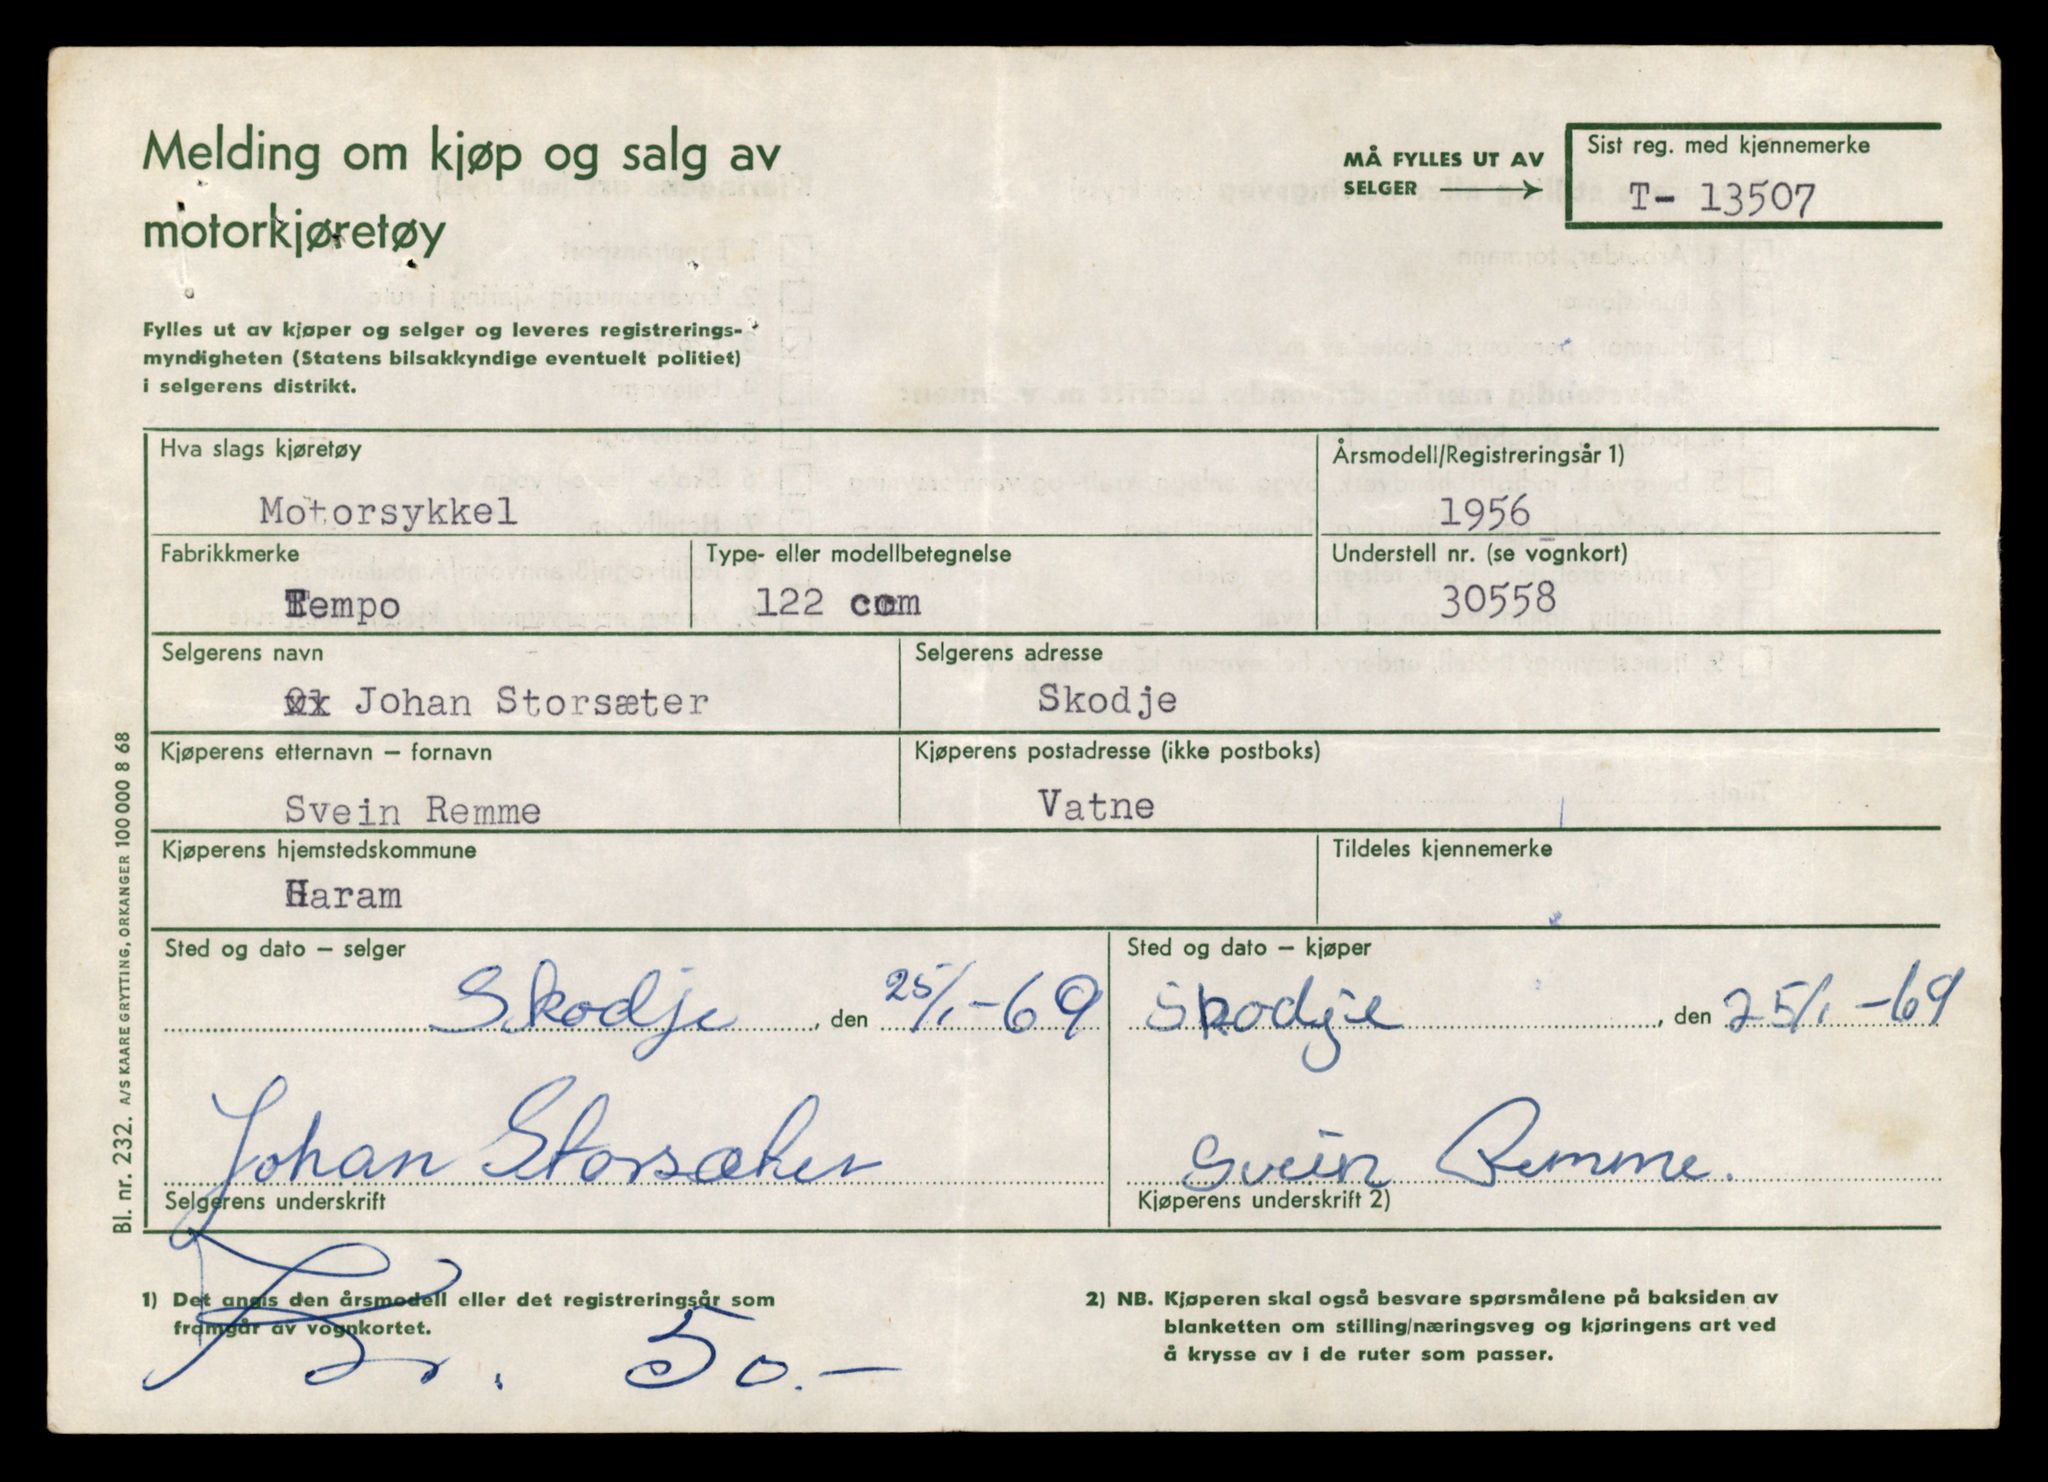 Melding om kjøp og salg av
motorkjøretøy
MÅ FYLLES UT AV
SELGER
Sist reg. med kjennemerke
T- 13507
Fylles ut av kjøper og selger og leveres registrerings-
myndigheten (Statens bilsakkyndige eventuelt politiet)
i selgerens distrikt.
Hva slags kjøretøy
Motorsykkel
Årsmodell/Registreringsår 1)
1956
Fabrikkmerke
Tempo
Type- eller modellbetegnelse
122 ccm
Understell nr. (se vognkort)
30558
Selgerens navn
Johan Storsæter
Selgerens adresse
Skodje
Kjøperens etternavn – fornavn
Svein Remme
Kjøperens postadresse (ikke postboks)
Vatne
Kjøperens hjemstedskommune
Haram
Tildeles kjennemerke
Sted og dato – selger
Skodje, den 25/1-69
Sted og dato – kjøper
Skodje, den 25/1-69
Johan Storsæter
Selgerens underskrift
Svein Remme.
Kjøperens underskrift 2)
1) Det angis den årsmodell eller det registreringsår som
framgår av vognkortet.
Kr. 50.-
2) NB. Kjøperen skal også besvare spørsmålene på baksiden av
blanketten om stilling/næringsveg og kjøringens art ved
å krysse av i de ruter som passer.
Bl. nr. 232. A/S KAARE GRYTTING, ORKANGER 100 000 8 68